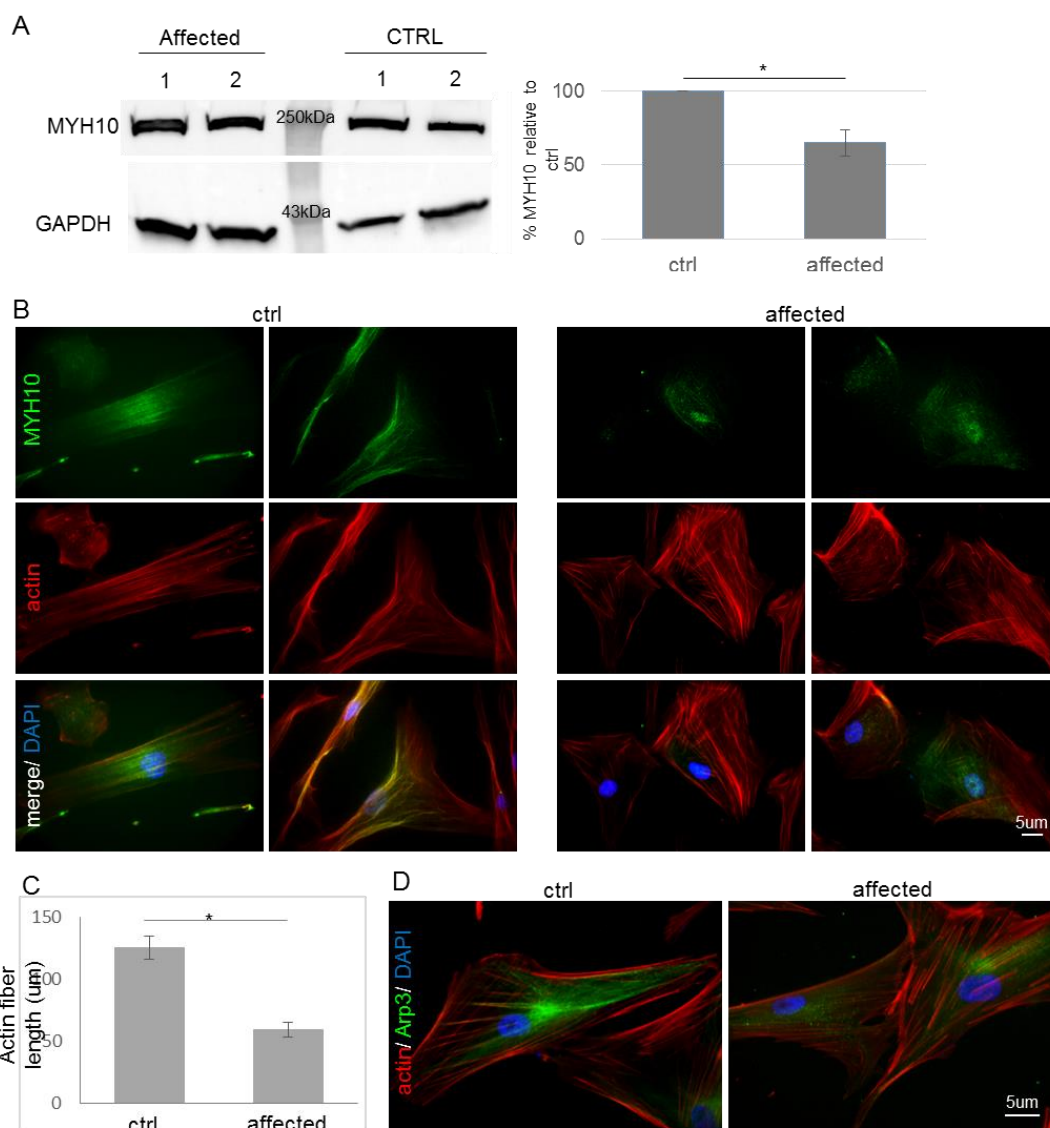 A
Affected
CTRL
1
2
1
2
MYH10
250kDa
GAPDH
43kDa
% MYH10 relative to
ctrl
100
50
0
*
ctrl
affected
B
ctrl
affected
MYH10
actin
merge/ DAPI
5um
C
Actin fiber
length (um)
150
100
50
0
*
ctrl
affected
D
ctrl
affected
actin/ Arp3/ DAPI
5um